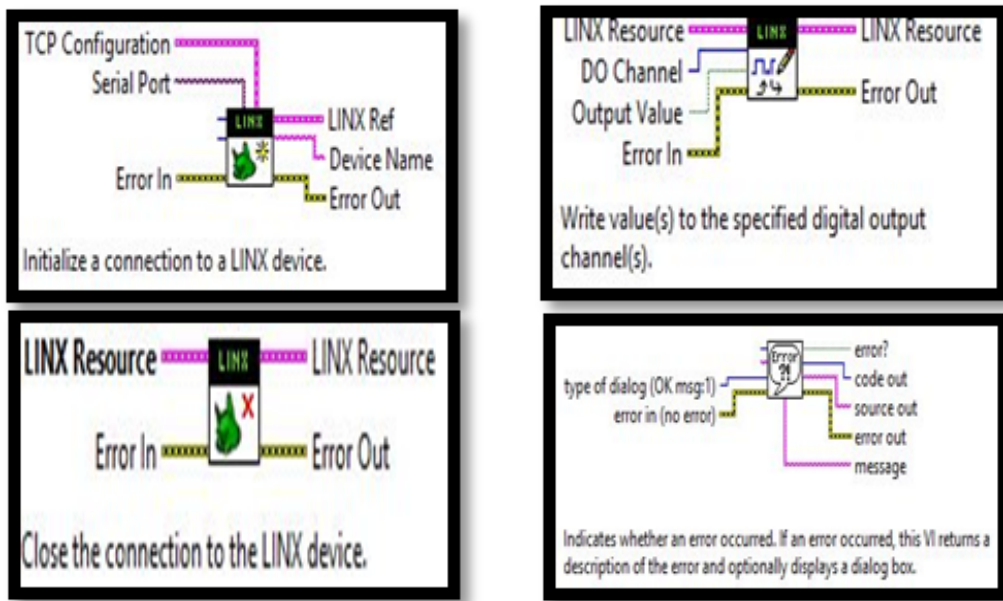 TCP Configuration
Serial Port
LINX
LINX Ref
Device Name
Error In
Error Out
Initialize a connection to a LINX device.
LINX Resource
LINX
LINX Resource
DO Channel
Output Value
Error Out
Error In
Write value(s) to the specified digital output
channel(s).
LINX Resource
LINX
LINX Resource
Error In
Error Out
Close the connection to the LINX device.
Error
?!
error?
type of dialog (OK msg:1)
code out
error in (no error)
source out
error out
message
Indicates whether an error occurred. If an error occurred, this VI returns a
description of the error and optionally displays a dialog box.